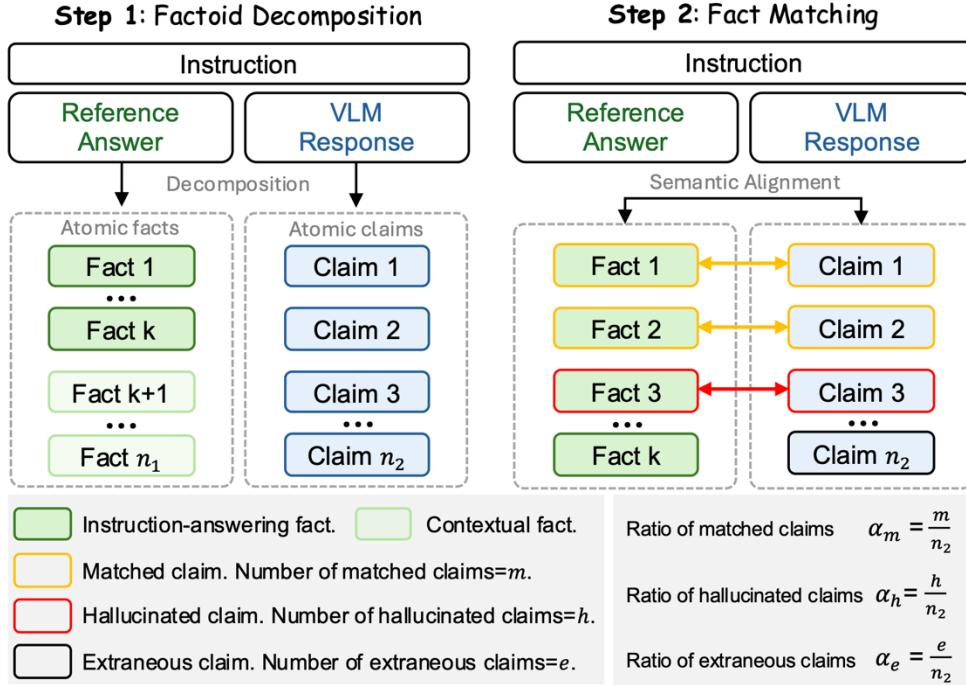 Step 1: Factoid Decomposition
Instruction
Reference
Answer
VLM
Response
Decomposition
Atomic facts
Fact 1
...
Fact k
Fact k+1
...
Fact n₁
Atomic claims
Claim 1
Claim 2
Claim 3
...
Claim n₂
Step 2: Fact Matching
Instruction
Reference
Answer
VLM
Response
Semantic Alignment
Fact 1
Fact 2
Fact 3
...
Fact k
Claim 1
Claim 2
Claim 3
...
Claim n₂
Instruction-answering fact.
Contextual fact.
Matched claim. Number of matched claims=m.
Hallucinated claim. Number of hallucinated claims=h.
Extraneous claim. Number of extraneous claims=e.
Ratio of matched claims α_m = m/n₂
Ratio of hallucinated claims α_h = h/n₂
Ratio of extraneous claims α_e = e/n₂